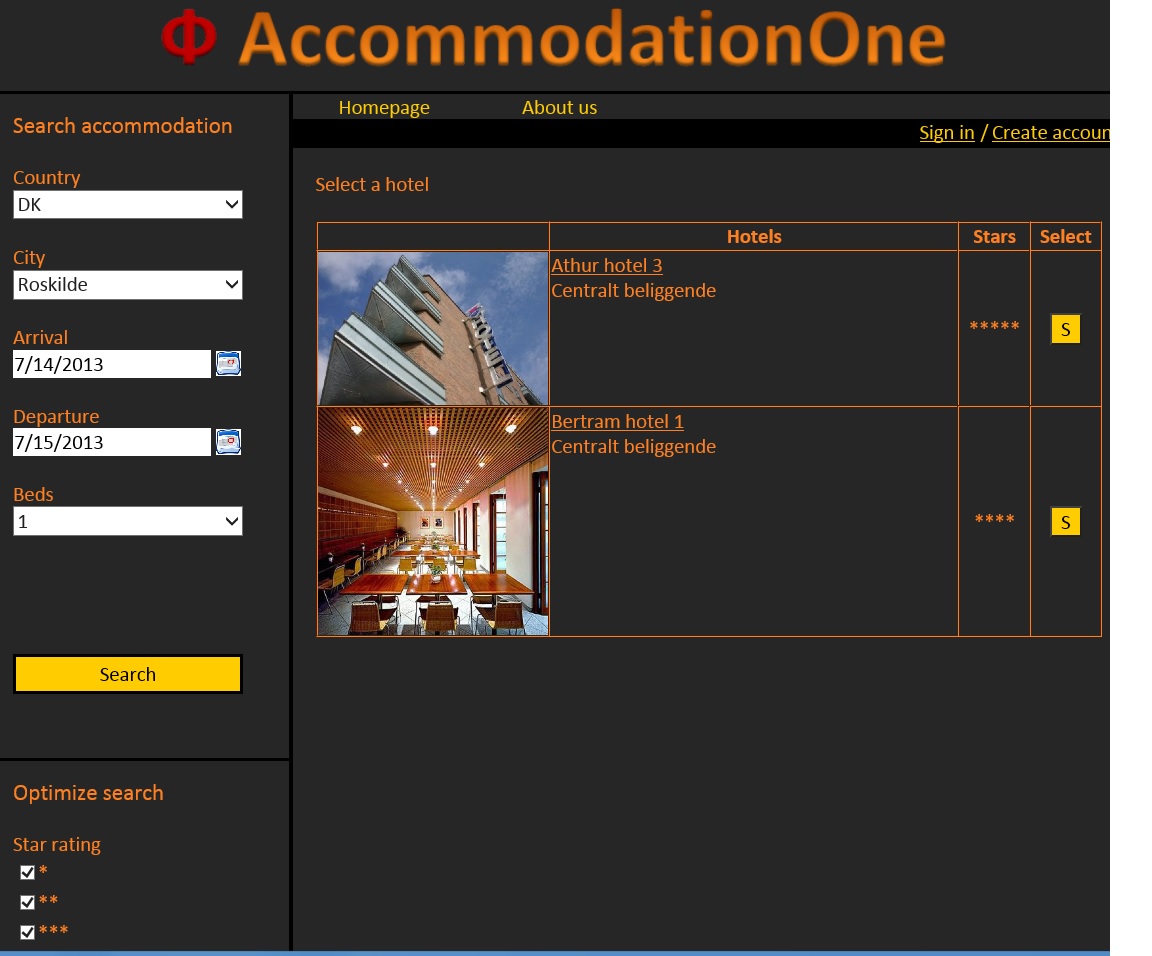 Φ AccommodationOne
Homepage About us
Sign in / Create accoun
Search accommodation
Country
DK
City
Roskilde
Arrival
7/14/2013
Departure
7/15/2013
Beds
1
Search
Optimize search
Star rating
*
**
***
Select a hotel
Hotels Stars Select
HOTEL
Athur hotel 3
Centralt beliggende
***** S
Bertram hotel 1
Centralt beliggende
**** S